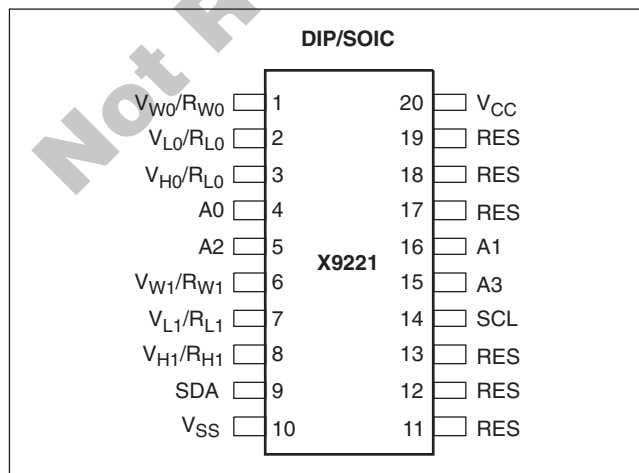 Not R
DIP/SOIC
VW0/RW0 1 20 VCC
VL0/RL0 2 19 RES
VH0/RL0 3 18 RES
A0 4 17 RES
A2 5 16 A1
X9221
VW1/RW1 6 15 A3
VL1/RL1 7 14 SCL
VH1/RH1 8 13 RES
SDA 9 12 RES
VSS 10 11 RES